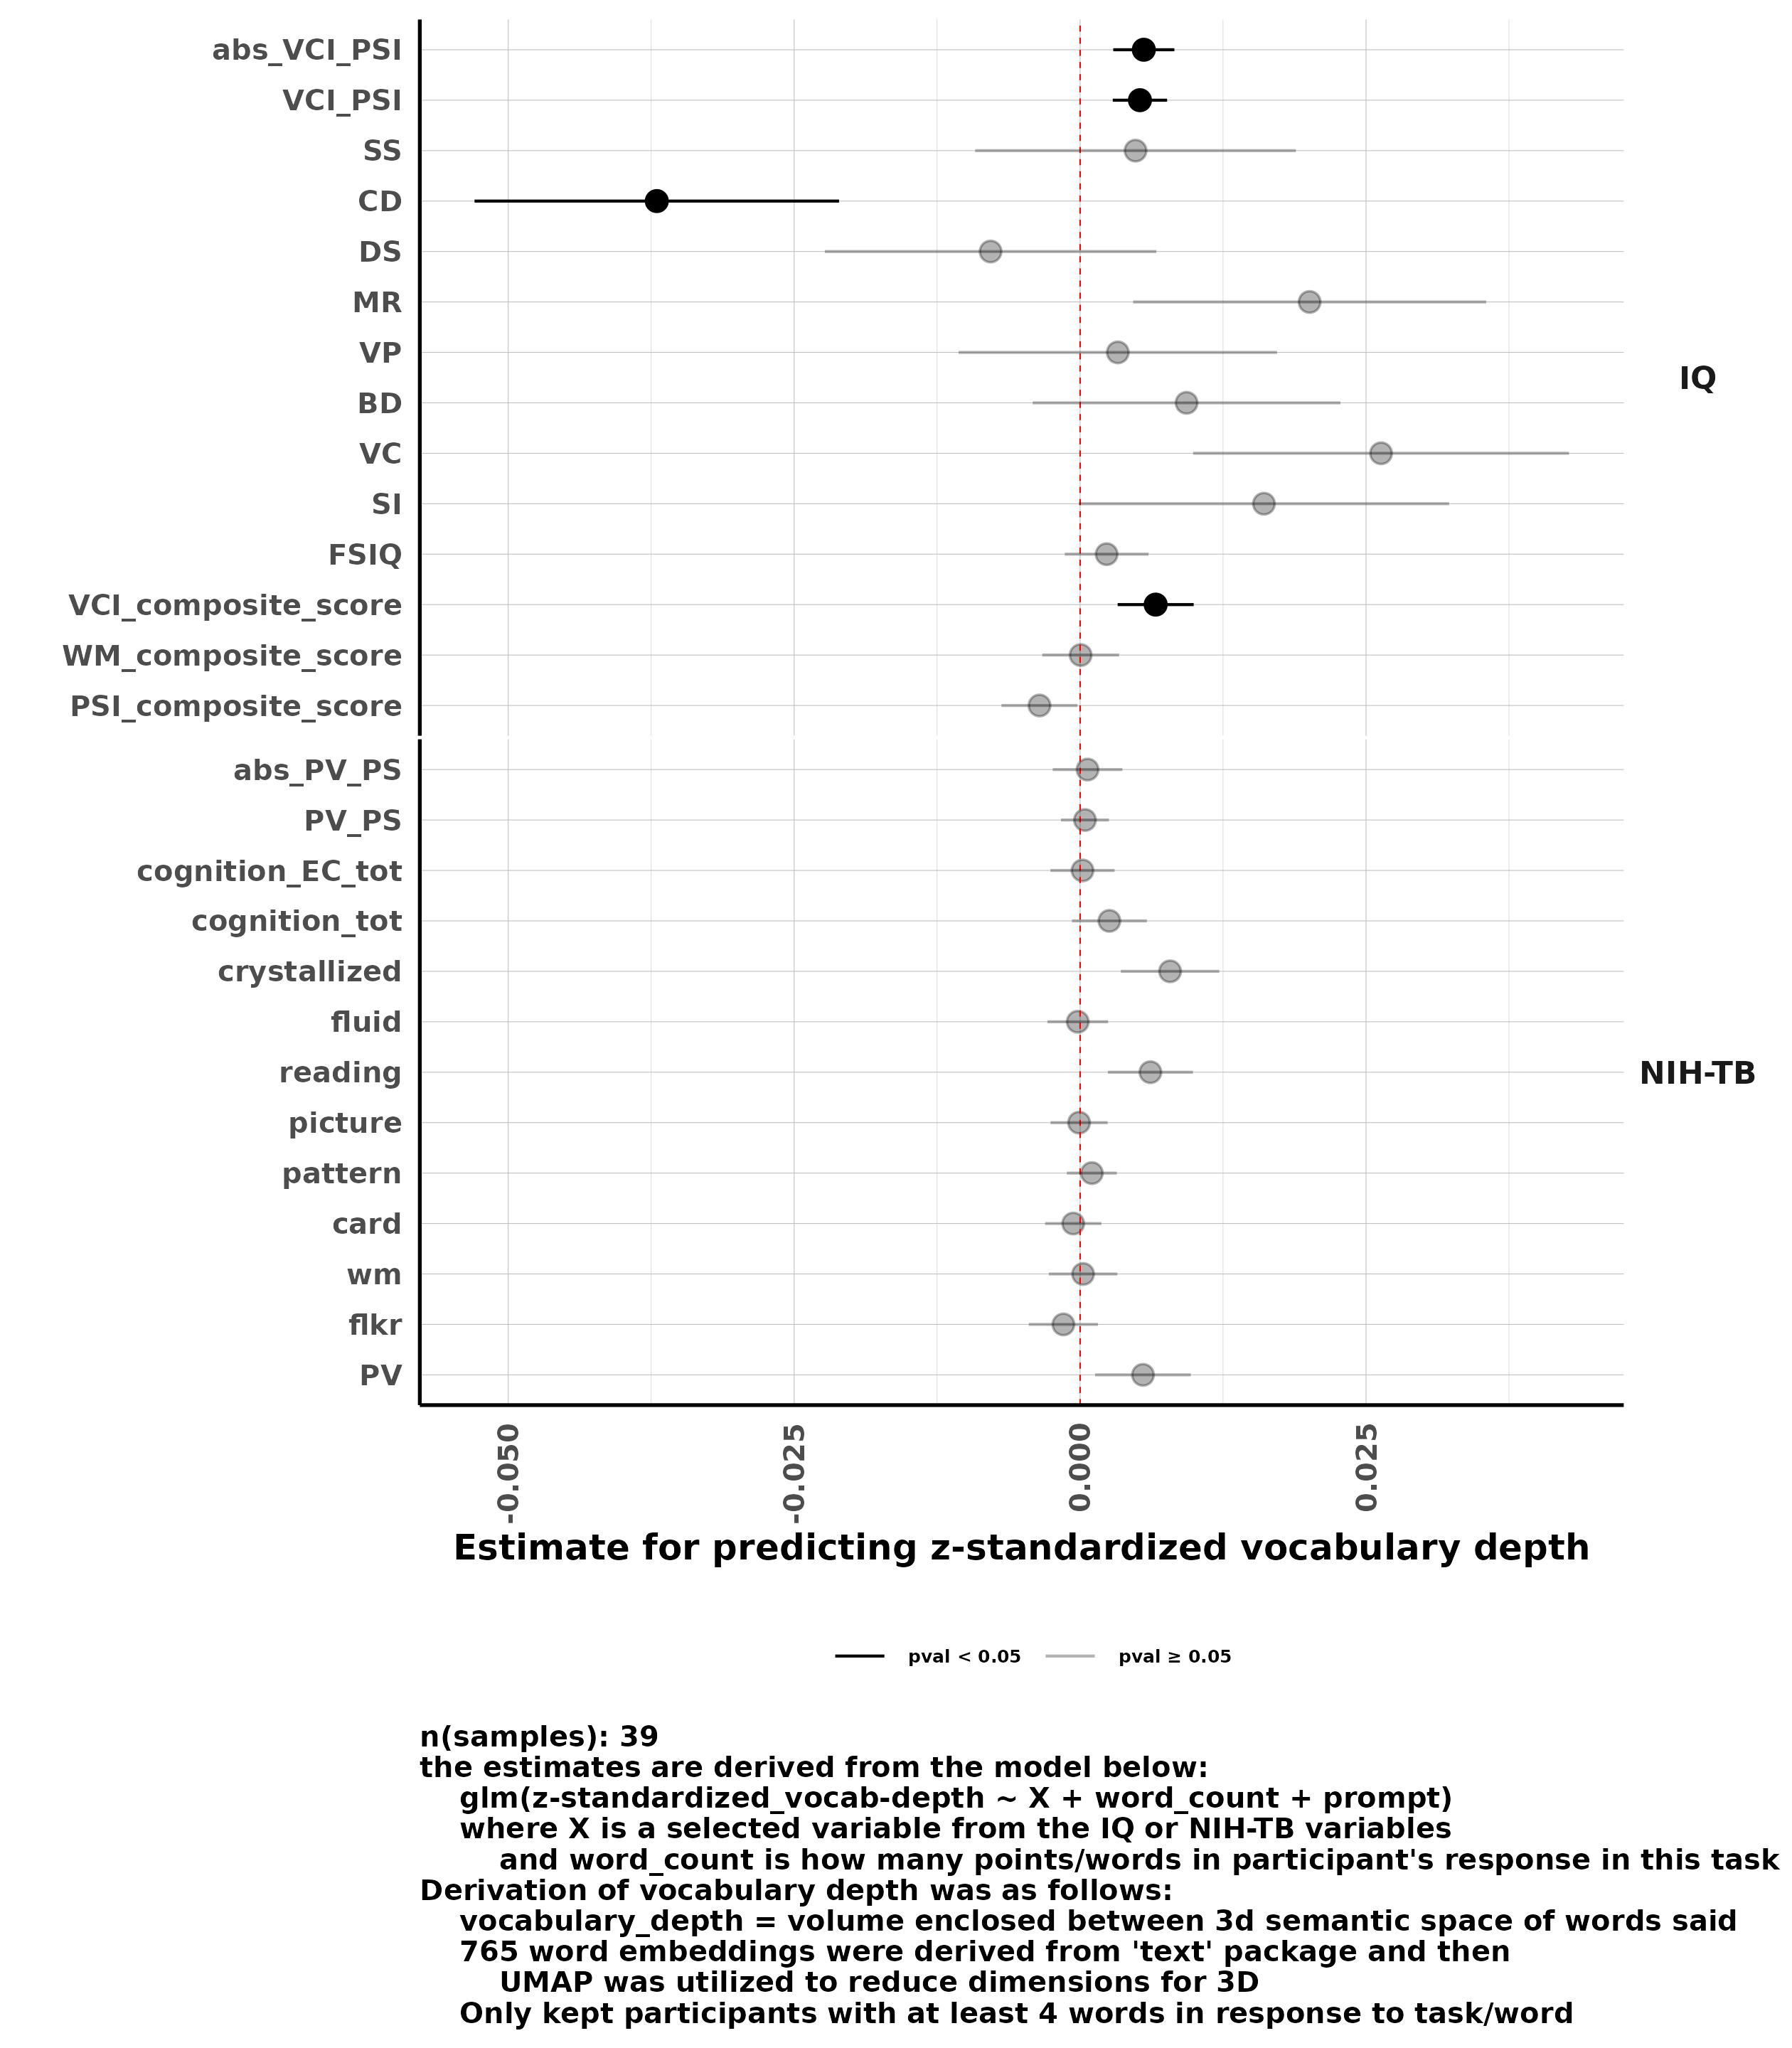 abs_VCI_PSI
VCI_PSI
SS
CD
DS
MR
VP
BD
VC
SI
FSIQ
VCI_composite_score
WM_composite_score
PSI_composite_score
IQ
abs_PV_PS
PV_PS
cognition_EC_tot
cognition_tot
crystallized
fluid
reading
picture
pattern
card
wm
flkr
PV
NIH-TB
-0.050
-0.025
0.000
0.025
Estimate for predicting z-standardized vocabulary depth
pval < 0.05 pval ≥ 0.05
n(samples): 39
the estimates are derived from the model below:
glm(z-standardized_vocab-depth ~ X + word_count + prompt)
where X is a selected variable from the IQ or NIH-TB variables
and word_count is how many points/words in participant's response in this task
Derivation of vocabulary depth was as follows:
vocabulary_depth = volume enclosed between 3d semantic space of words said
765 word embeddings were derived from 'text' package and then
UMAP was utilized to reduce dimensions for 3D
Only kept participants with at least 4 words in response to task/word